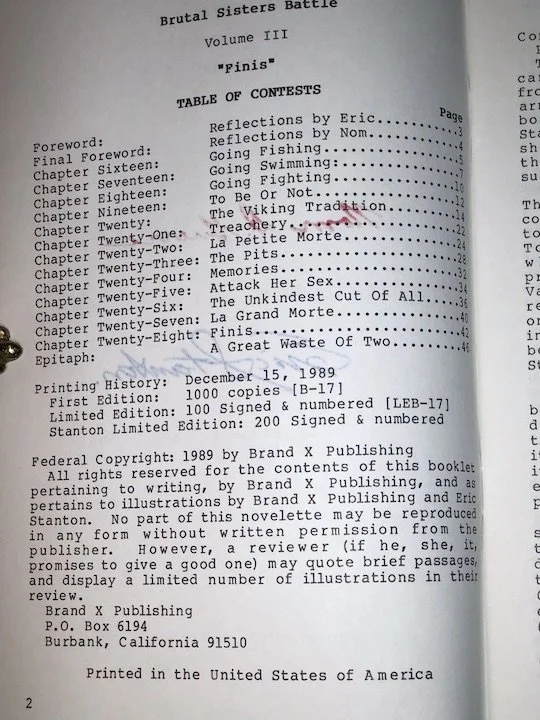 Brutal Sisters Battle
Volume III
"Finis"
TABLE OF CONTESTS
Page
Foreword: Reflections by Eric..........3
Final Foreword: Reflections by Nom..........4
Chapter Sixteen: Going Fishing..........5
Chapter Seventeen: Going Swimming:..........7
Chapter Eighteen: Going Fighting..........10
Chapter Nineteen: To Be Or Not..........12
Chapter Twenty: The Viking Tradition..........14
Chapter Twenty-One: Treachery..........22
Chapter Twenty-Two: La Petite Morte..........24
Chapter Twenty-Three: The Pits..........28
Chapter Twenty-Four: Memories..........32
Chapter Twenty-Five: Attack Her Sex..........34
Chapter Twenty-Six: The Unkindest Cut Of All....36
Chapter Twenty-Seven: La Grand Morte..........40
Chapter Twenty-Eight: Finis..........42
Epitaph: A Great Waste Of Two.....46
Printing History: December 15, 1989
First Edition: 1000 copies [B-17]
Limited Edition: 100 Signed & numbered [LEB-17]
Stanton Limited Edition: 200 Signed & numbered
Federal Copyright: 1989 by Brand X Publishing
All rights reserved for the contents of this booklet
pertaining to writing, by Brand X Publishing, and as
pertains to illustrations by Brand X Publishing and Eric
Stanton. No part of this novelette may be reproduced
in any form without written permission from the
publisher. However, a reviewer (if he, she, it,
promises to give a good one) may quote brief passages,
and display a limited number of illustrations in their
review.
Brand X Publishing
P.O. Box 6194
Burbank, California 91510
Printed in the United States of America
2